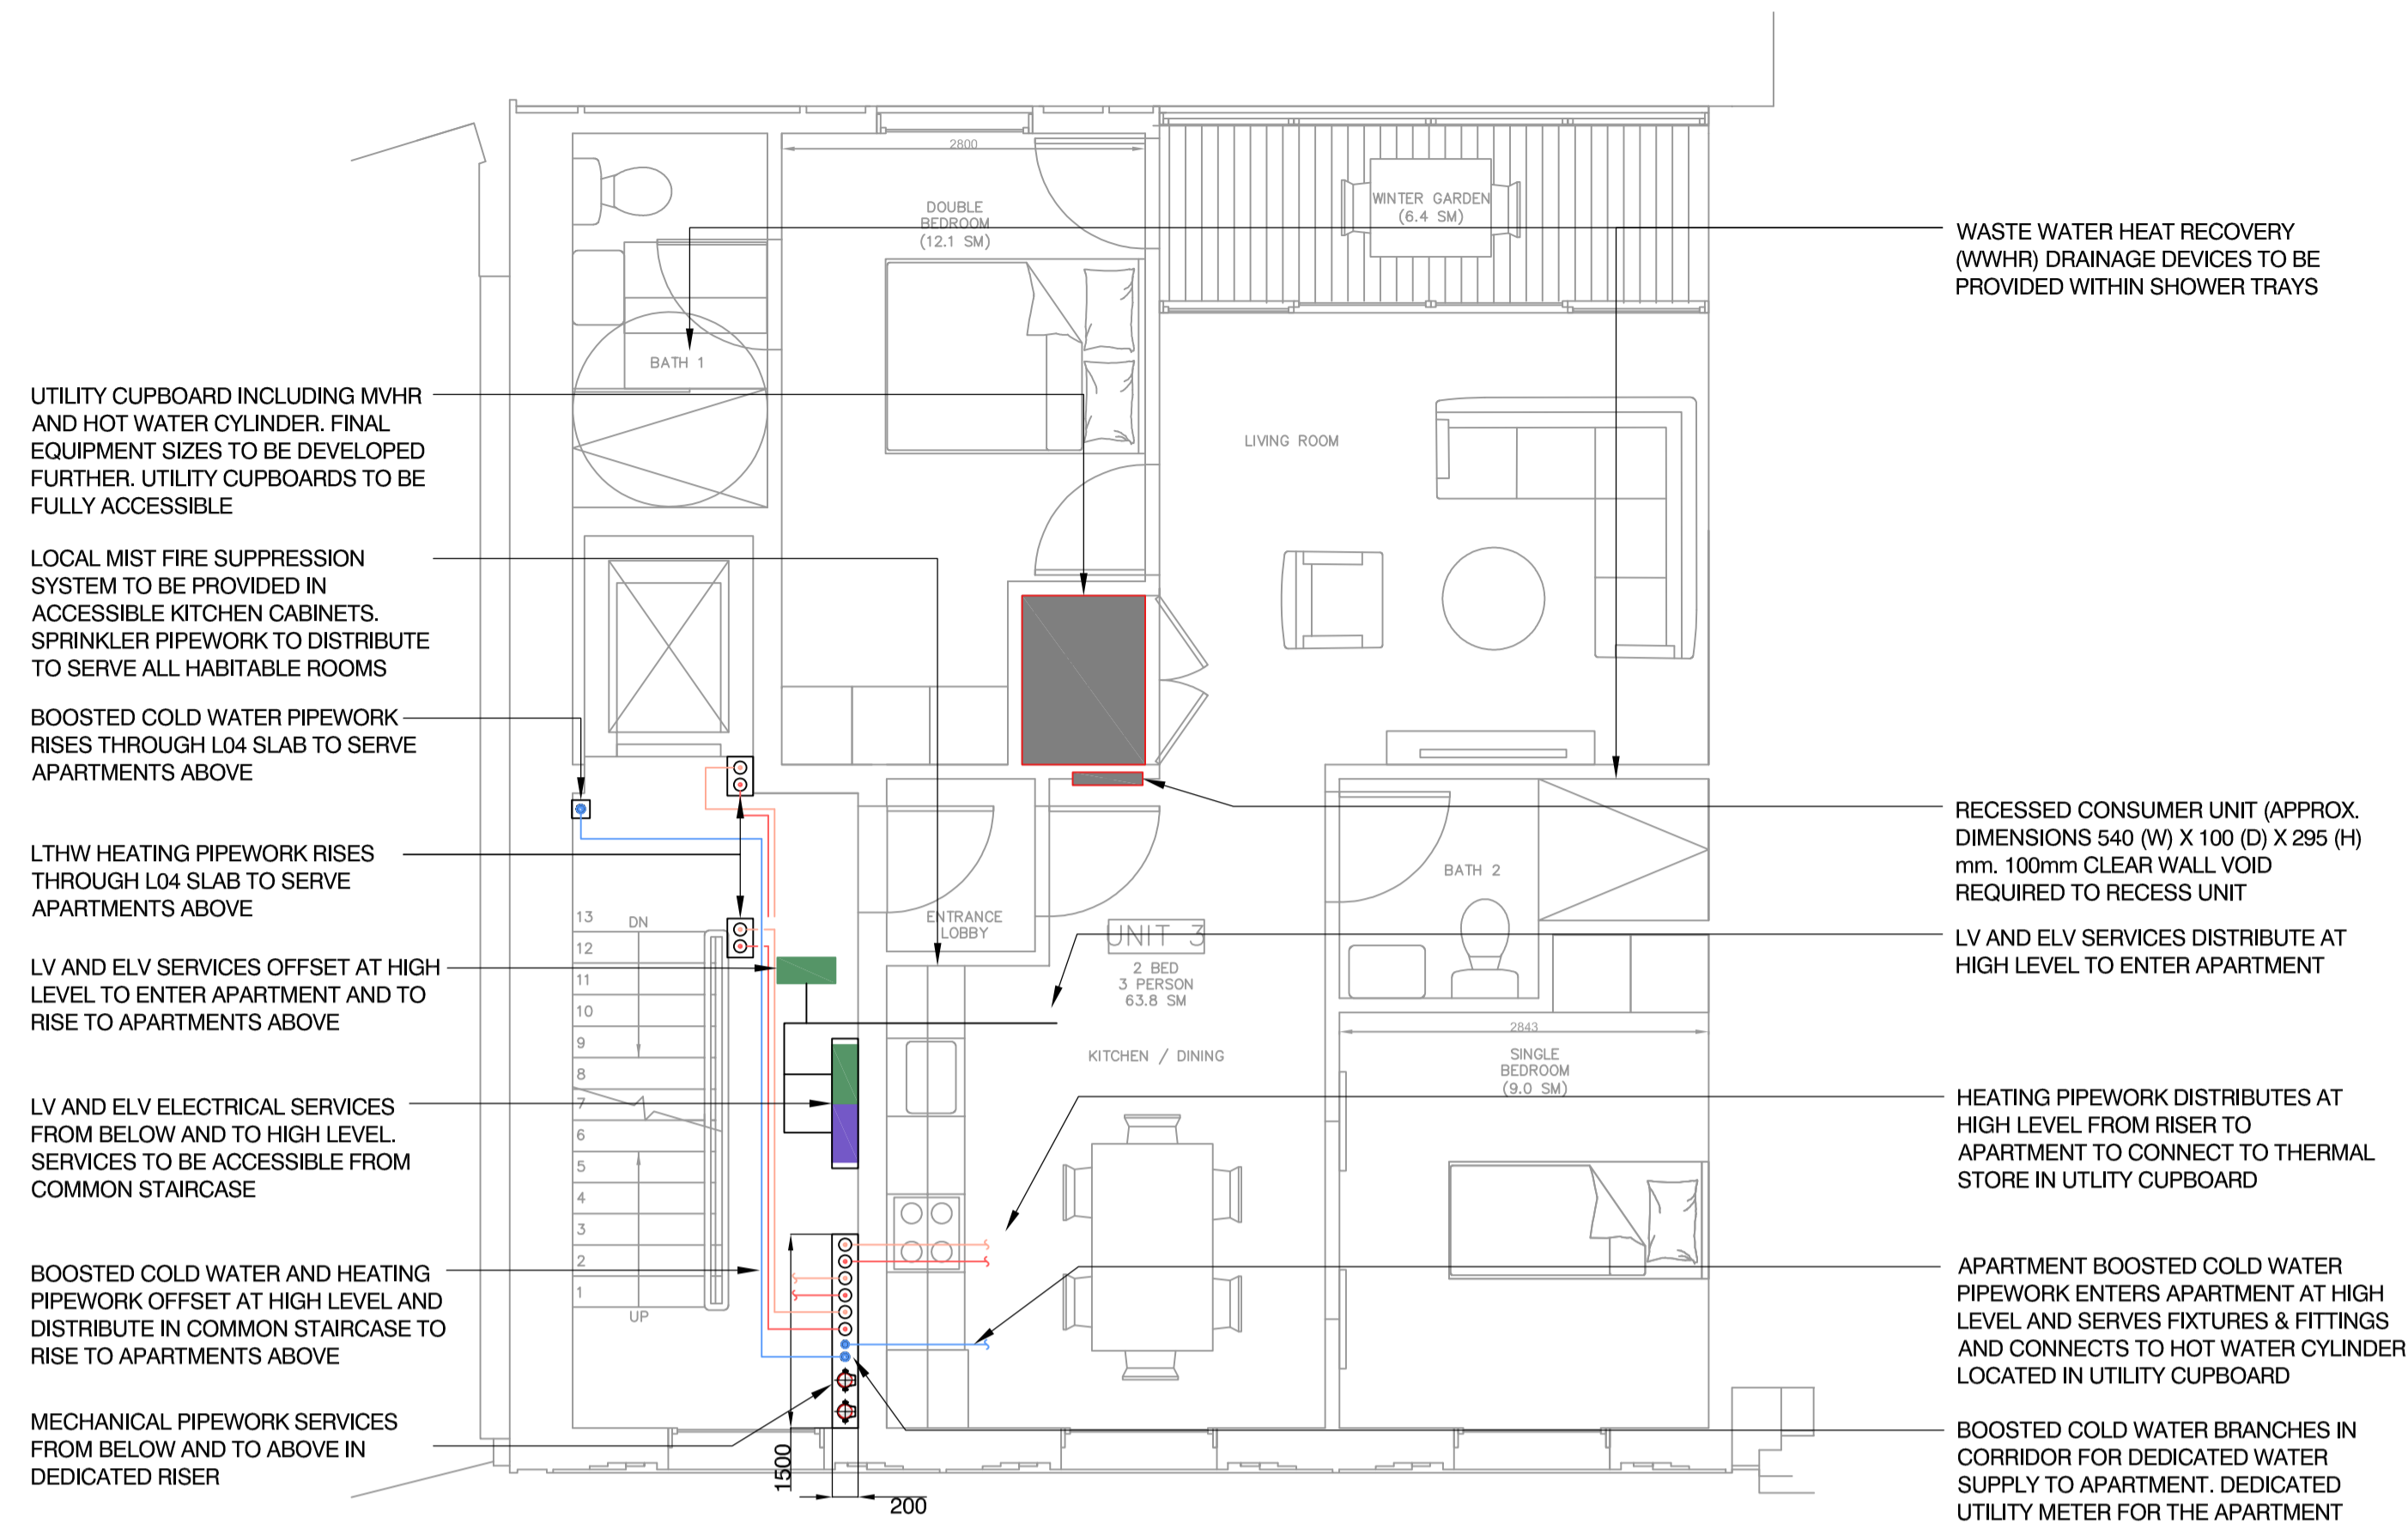 UTILITY CUPBOARD INCLUDING MVHR
AND HOT WATER CYLINDER. FINAL
EQUIPMENT SIZES TO BE DEVELOPED
FURTHER. UTILITY CUPBOARDS TO BE
FULLY ACCESSIBLE
LOCAL MIST FIRE SUPPRESSION
SYSTEM TO BE PROVIDED IN
ACCESSIBLE KITCHEN CABINETS.
SPRINKLER PIPEWORK TO DISTRIBUTE
TO SERVE ALL HABITABLE ROOMS
BOOSTED COLD WATER PIPEWORK
RISES THROUGH L04 SLAB TO SERVE
APARTMENTS ABOVE
LTHW HEATING PIPEWORK RISES
THROUGH L04 SLAB TO SERVE
APARTMENTS ABOVE
LV AND ELV SERVICES OFFSET AT HIGH
LEVEL TO ENTER APARTMENT AND TO
RISE TO APARTMENTS ABOVE
LV AND ELV ELECTRICAL SERVICES
FROM BELOW AND TO HIGH LEVEL.
SERVICES TO BE ACCESSIBLE FROM
COMMON STAIRCASE
BOOSTED COLD WATER AND HEATING
PIPEWORK OFFSET AT HIGH LEVEL AND
DISTRIBUTE IN COMMON STAIRCASE TO
RISE TO APARTMENTS ABOVE
MECHANICAL PIPEWORK SERVICES
FROM BELOW AND TO ABOVE IN
DEDICATED RISER
2800
DOUBLE
BEDROOM
(12.1 SM)
WINTER GARDEN
(6.4 SM)
BATH 1
LIVING ROOM
BATH 2
ENTRANCE
LOBBY
UNIT 3
2 BED
3 PERSON
63.8 SM
KITCHEN / DINING
2843
SINGLE
BEDROOM
(9.0 SM)
13
DN
12
11
10
9
8
7
6
5
4
3
2
1
UP
1500
200
WASTE WATER HEAT RECOVERY
(WWHR) DRAINAGE DEVICES TO BE
PROVIDED WITHIN SHOWER TRAYS
RECESSED CONSUMER UNIT (APPROX.
DIMENSIONS 540 (W) X 100 (D) X 295 (H)
mm. 100mm CLEAR WALL VOID
REQUIRED TO RECESS UNIT
LV AND ELV SERVICES DISTRIBUTE AT
HIGH LEVEL TO ENTER APARTMENT
HEATING PIPEWORK DISTRIBUTES AT
HIGH LEVEL FROM RISER TO
APARTMENT TO CONNECT TO THERMAL
STORE IN UTLITY CUPBOARD
APARTMENT BOOSTED COLD WATER
PIPEWORK ENTERS APARTMENT AT HIGH
LEVEL AND SERVES FIXTURES & FITTINGS
AND CONNECTS TO HOT WATER CYLINDER
LOCATED IN UTILITY CUPBOARD
BOOSTED COLD WATER BRANCHES IN
CORRIDOR FOR DEDICATED WATER
SUPPLY TO APARTMENT. DEDICATED
UTILITY METER FOR THE APARTMENT